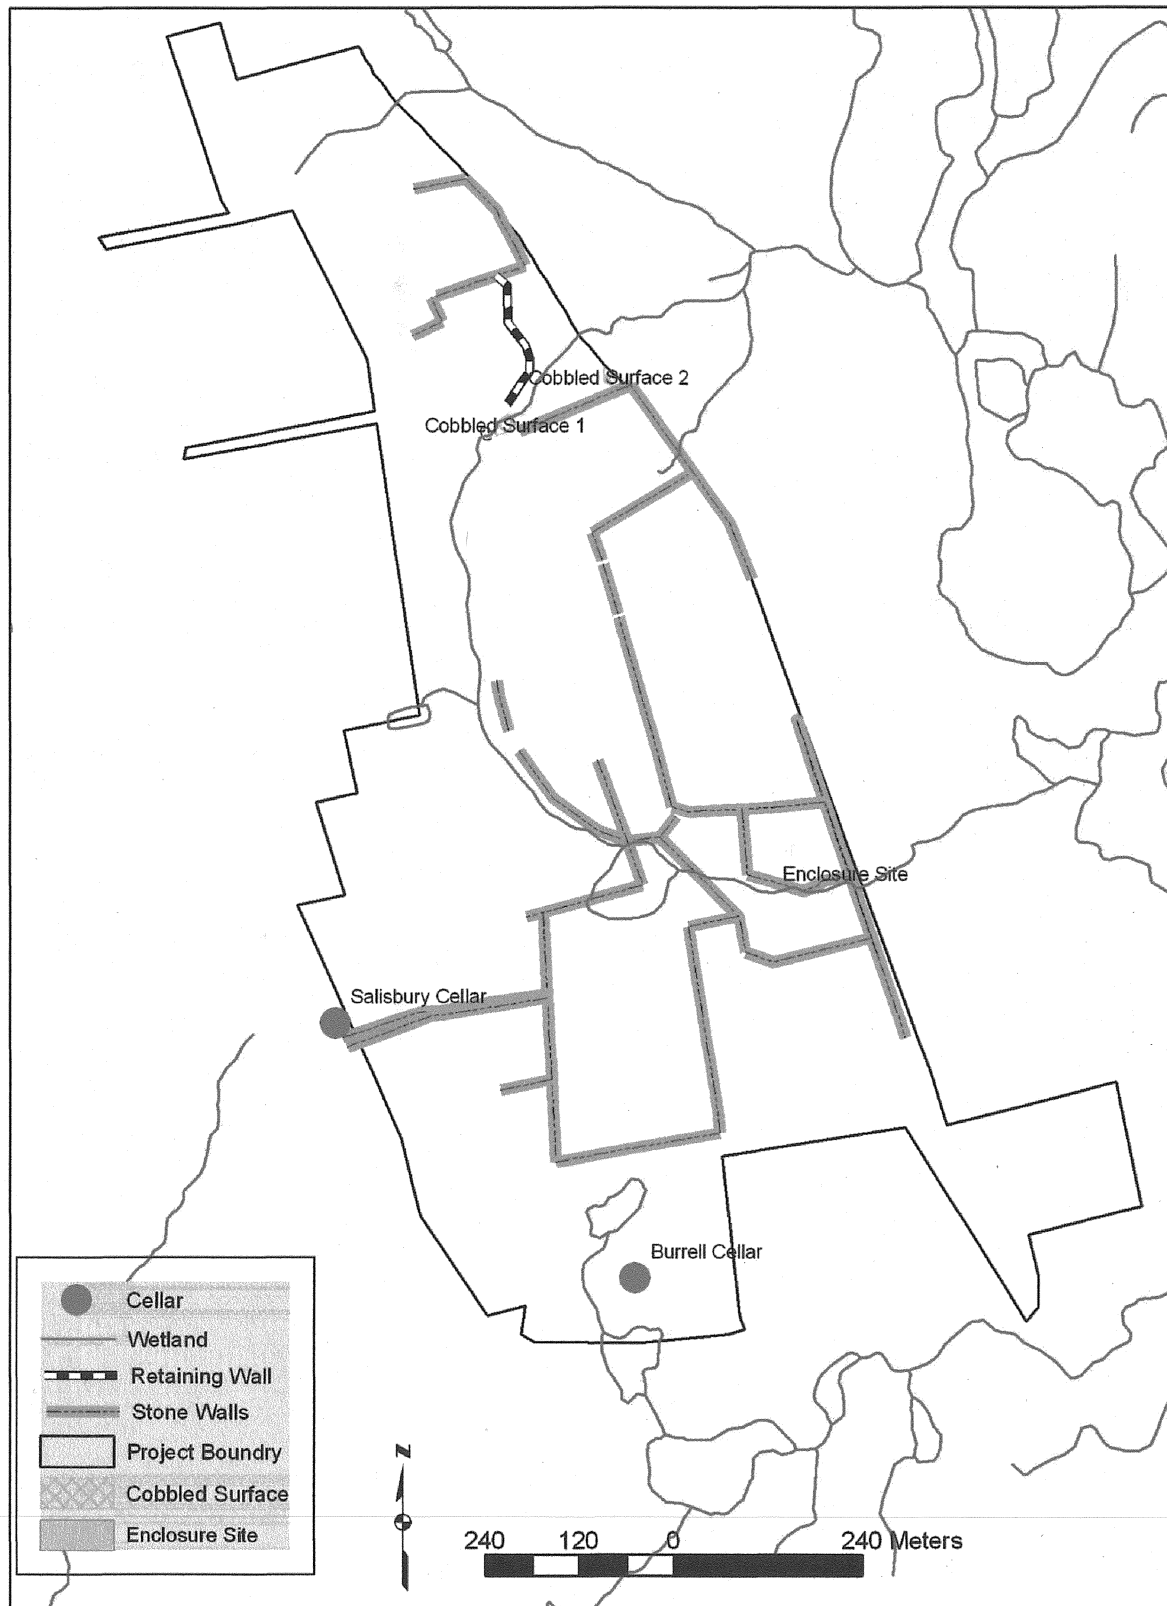 Cobbled Surface 2
Cobbled Surface 1
Enclosure Site
Salisbury Cellar
Burrell Cellar
Cellar
Wetland
Retaining Wall
Stone Walls
Project Boundry
Cobbled Surface
Enclosure Site
N
240 120 0 240 Meters